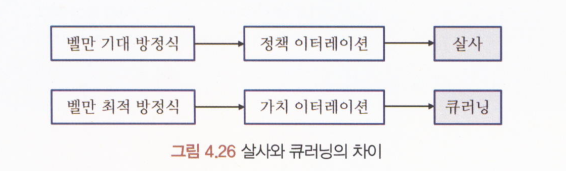 벨만 기대 방정식 정책 이터레이션 살사
벨만 최적 방정식 가치 이터레이션 큐러닝
그림 4.26 살사와 큐러닝의 차이